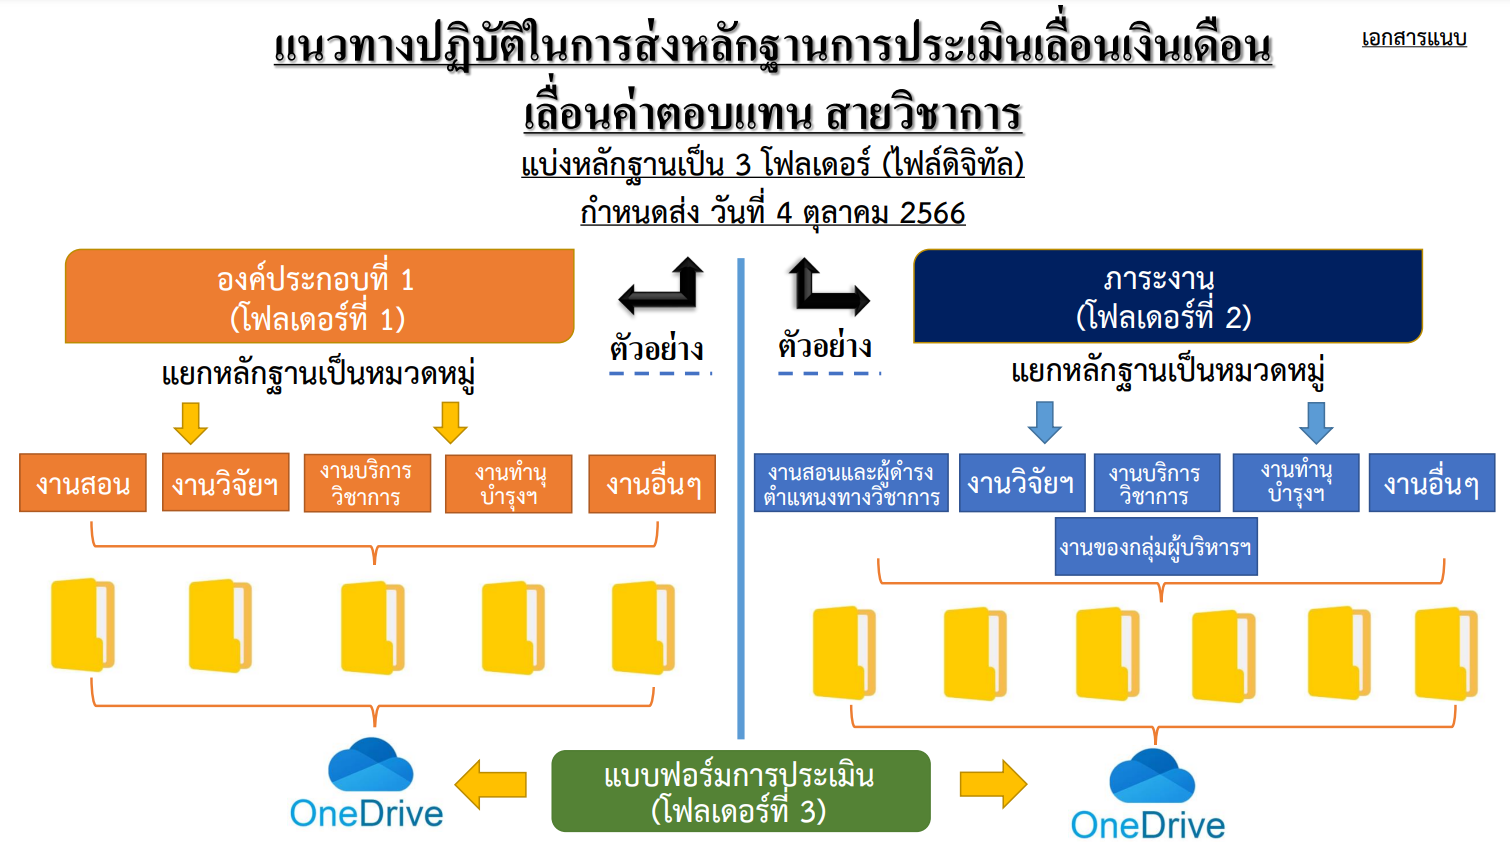 แนวทางปฏิบัติในการส่งหลักฐานการประเมินเลื่อนเงินเดือน
เอกสารแนบ
เลื่อนค่าตอบแทน สายวิชาการ
แบ่งหลักฐานเป็น 3 โฟลเดอร์ (ไฟล์ดิจิทัล)
กำหนดส่ง วันที่ 4 ตุลาคม 2566
องค์ประกอบที่ 1
(โฟลเดอร์ที่ 1)
แยกหลักฐานเป็นหมวดหมู่
ตัวอย่าง
งานสอน
งานวิจัยฯ
งานบริการ
วิชาการ
งานทำนุ
บำรุงฯ
งานอื่นๆ
OneDrive
ตัวอย่าง
ภาระงาน
(โฟลเดอร์ที่ 2)
แยกหลักฐานเป็นหมวดหมู่
งานสอนและผู้ดำรง
ตำแหน่งทางวิชาการ
งานวิจัยฯ
งานบริการ
วิชาการ
งานทำนุ
บำรุงฯ
งานอื่นๆ
งานของกลุ่มผู้บริหารฯ
แบบฟอร์มการประเมิน
(โฟลเดอร์ที่ 3)
OneDrive